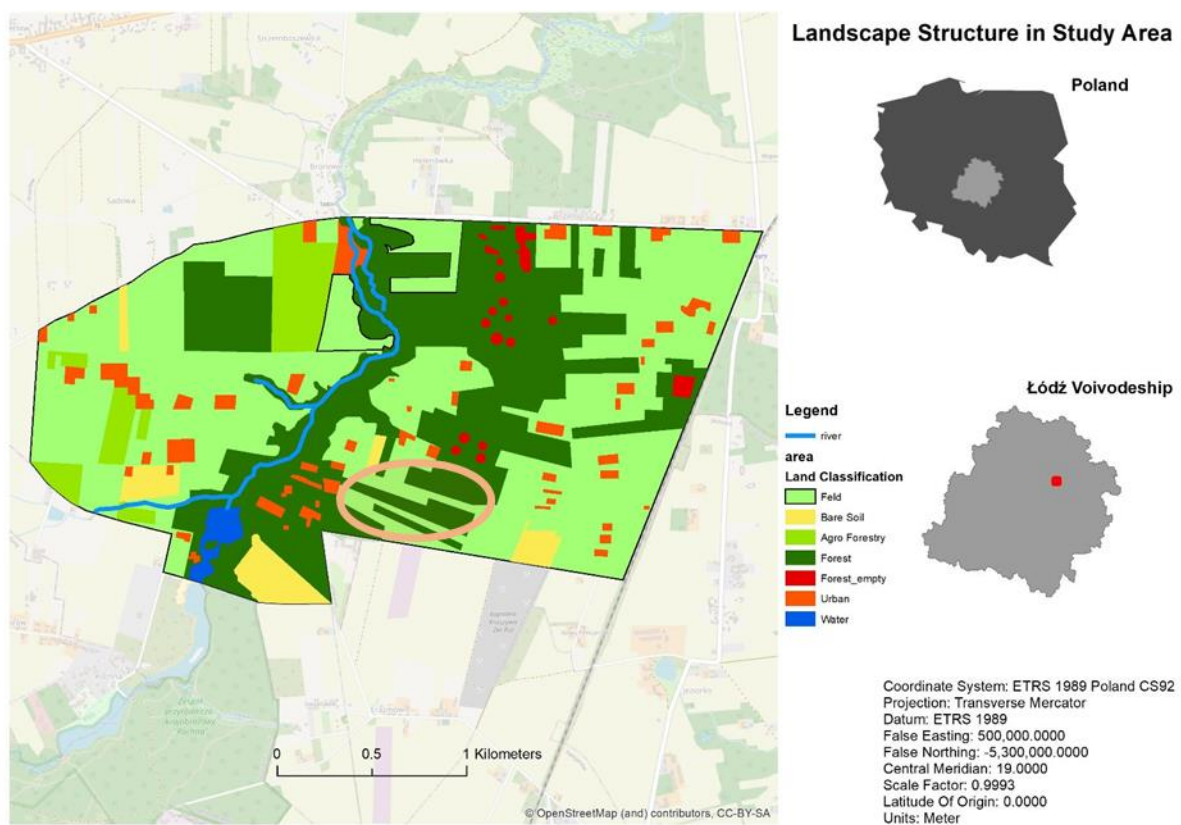 Landscape Structure in Study Area
Poland
Łódź Voivodeship
Legend
river
area
Land Classification
Feld
Bare Soil
Agro Forestry
Forest
Forest_empty
Urban
Water
Szczembrszewska
Helenówka
Sadowa
0 0.5 1 Kilometers
© OpenStreetMap (and) contributors, CC-BY-SA
Coordinate System: ETRS 1989 Poland CS92
Projection: Transverse Mercator
Datum: ETRS 1989
False Easting: 500,000.0000
False Northing: -5,300,000.0000
Central Meridian: 19.0000
Scale Factor: 0.9993
Latitude Of Origin: 0.0000
Units: Meter